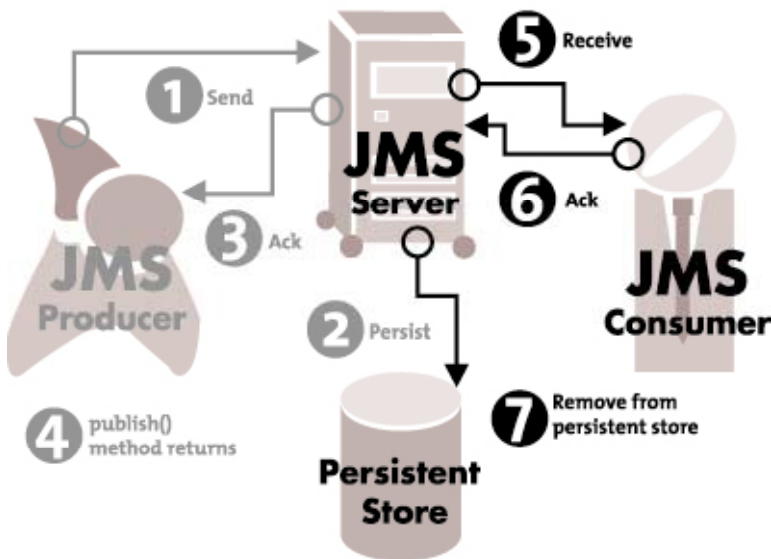 5 Receive
1 Send
JMS
Server
6 Ack
3 Ack
JMS
Producer
JMS
Consumer
2 Persist
4 publish()
method returns
7 Remove from
persistent store
Persistent
Store